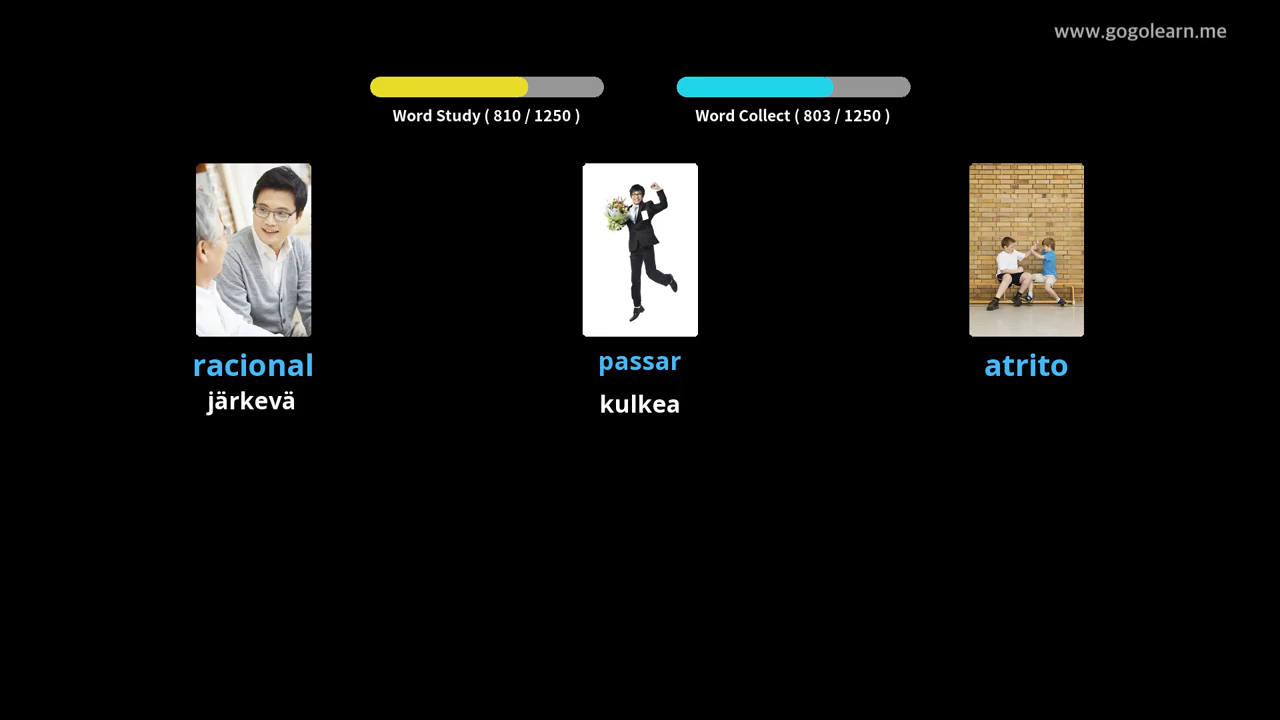 www.gogolearn.me
Word Study ( 810 / 1250 )
Word Collect ( 803 / 1250 )
racional
järkevä
passar
kulkea
atrito